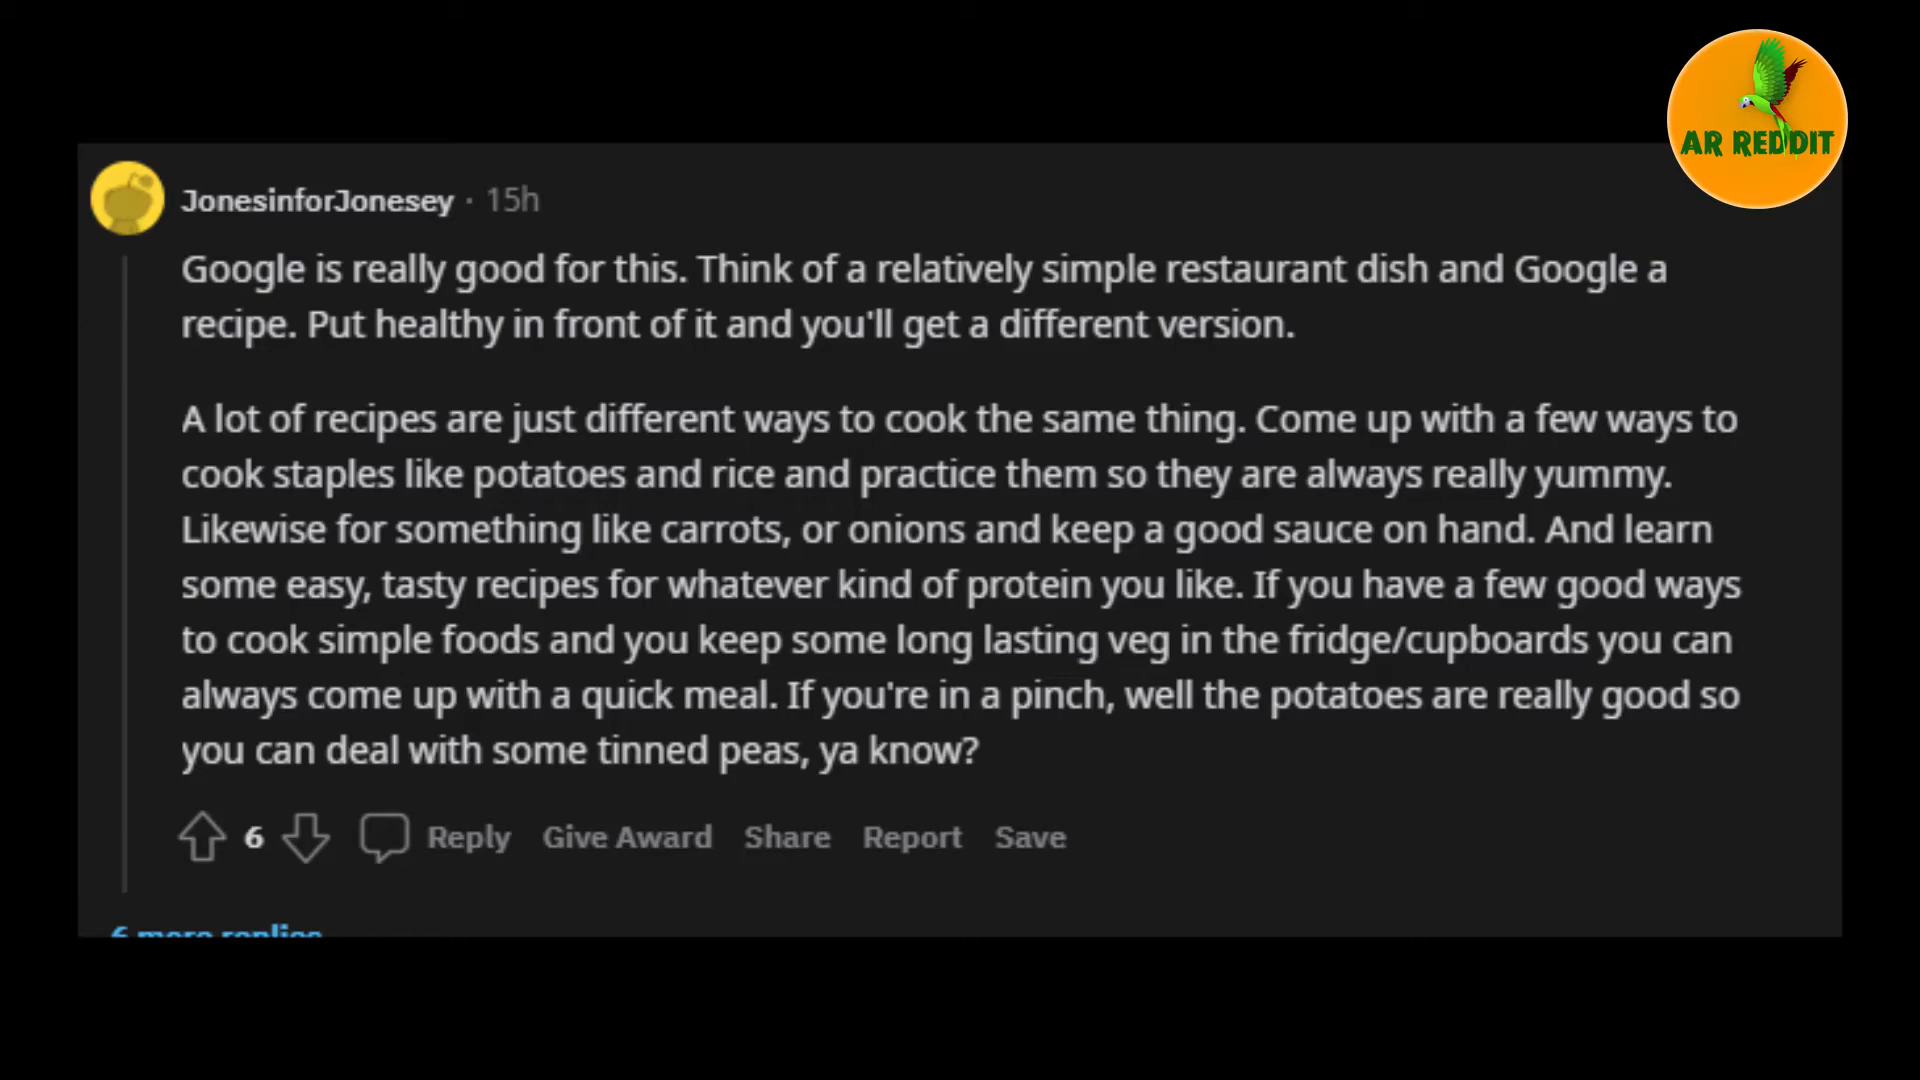 AR REDDIT
JonesinforJonesey · 15h
Google is really good for this. Think of a relatively simple restaurant dish and Google a
recipe. Put healthy in front of it and you'll get a different version.
A lot of recipes are just different ways to cook the same thing. Come up with a few ways to
cook staples like potatoes and rice and practice them so they are always really yummy.
Likewise for something like carrots, or onions and keep a good sauce on hand. And learn
some easy, tasty recipes for whatever kind of protein you like. If you have a few good ways
to cook simple foods and you keep some long lasting veg in the fridge/cupboards you can
always come up with a quick meal. If you're in a pinch, well the potatoes are really good so
you can deal with some tinned peas, ya know?
6 Reply Give Award Share Report Save
6 more replies